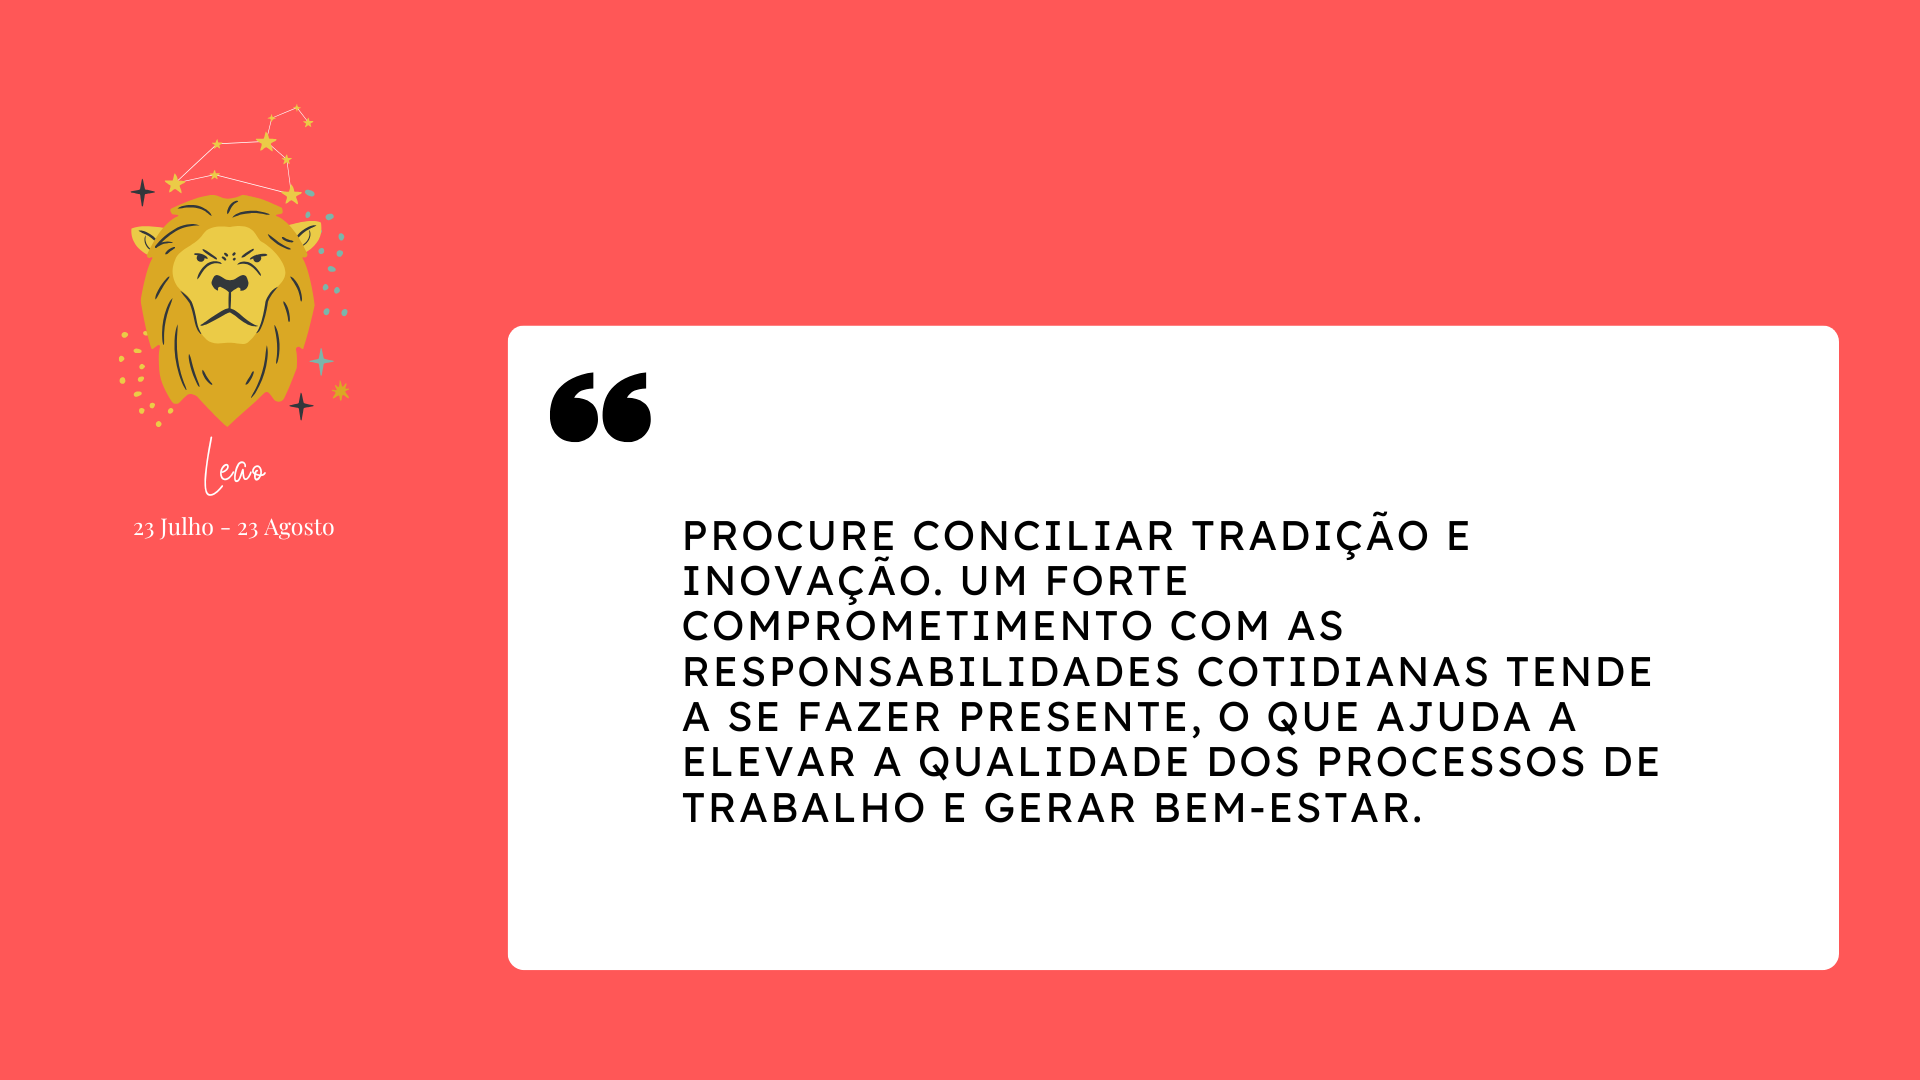 Leão
23 Julho - 23 Agosto
PROCURE CONCILIAR TRADIÇÃO E
INOVAÇÃO. UM FORTE
COMPROMETIMENTO COM AS
RESPONSABILIDADES COTIDIANAS TENDE
A SE FAZER PRESENTE, O QUE AJUDA A
ELEVAR A QUALIDADE DOS PROCESSOS DE
TRABALHO E GERAR BEM-ESTAR.